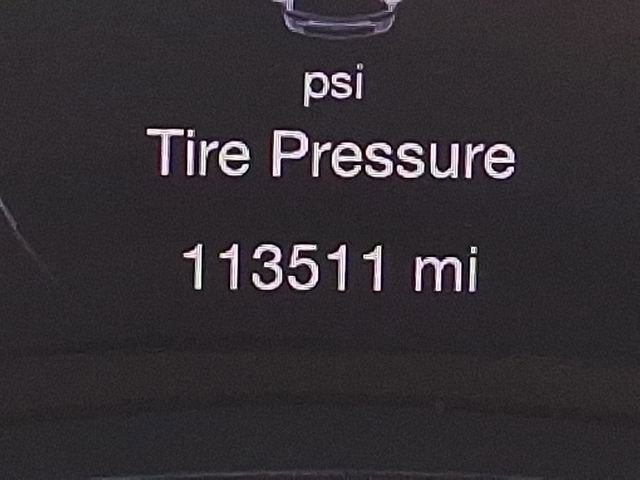 psi
Tire Pressure
113511 mi